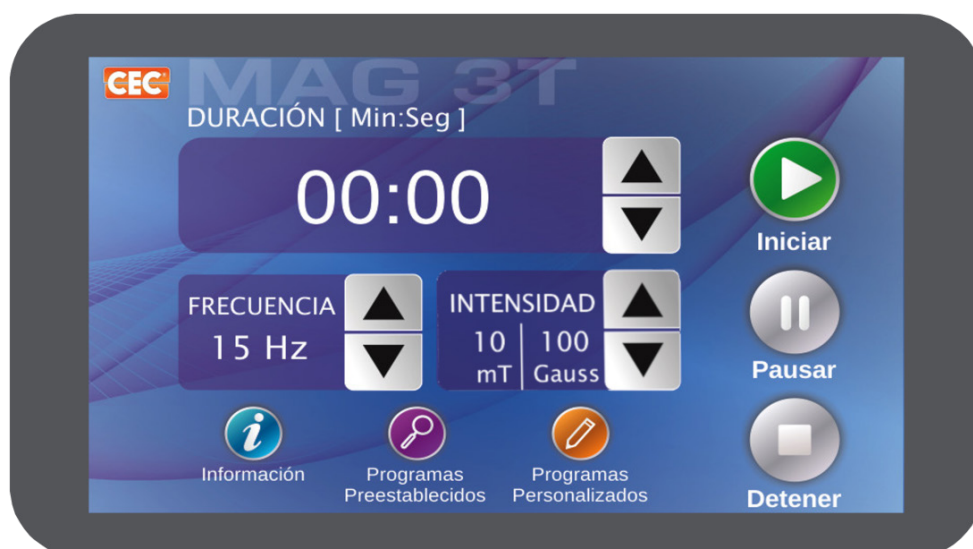 CEC
MAG 3T
DURACIÓN [ Min:Seg ]
00:00
Iniciar
FRECUENCIA
15 Hz
INTENSIDAD
10 | 100
mT | Gauss
Pausar
Información
Programas
Preestablecidos
Programas
Personalizados
Detener